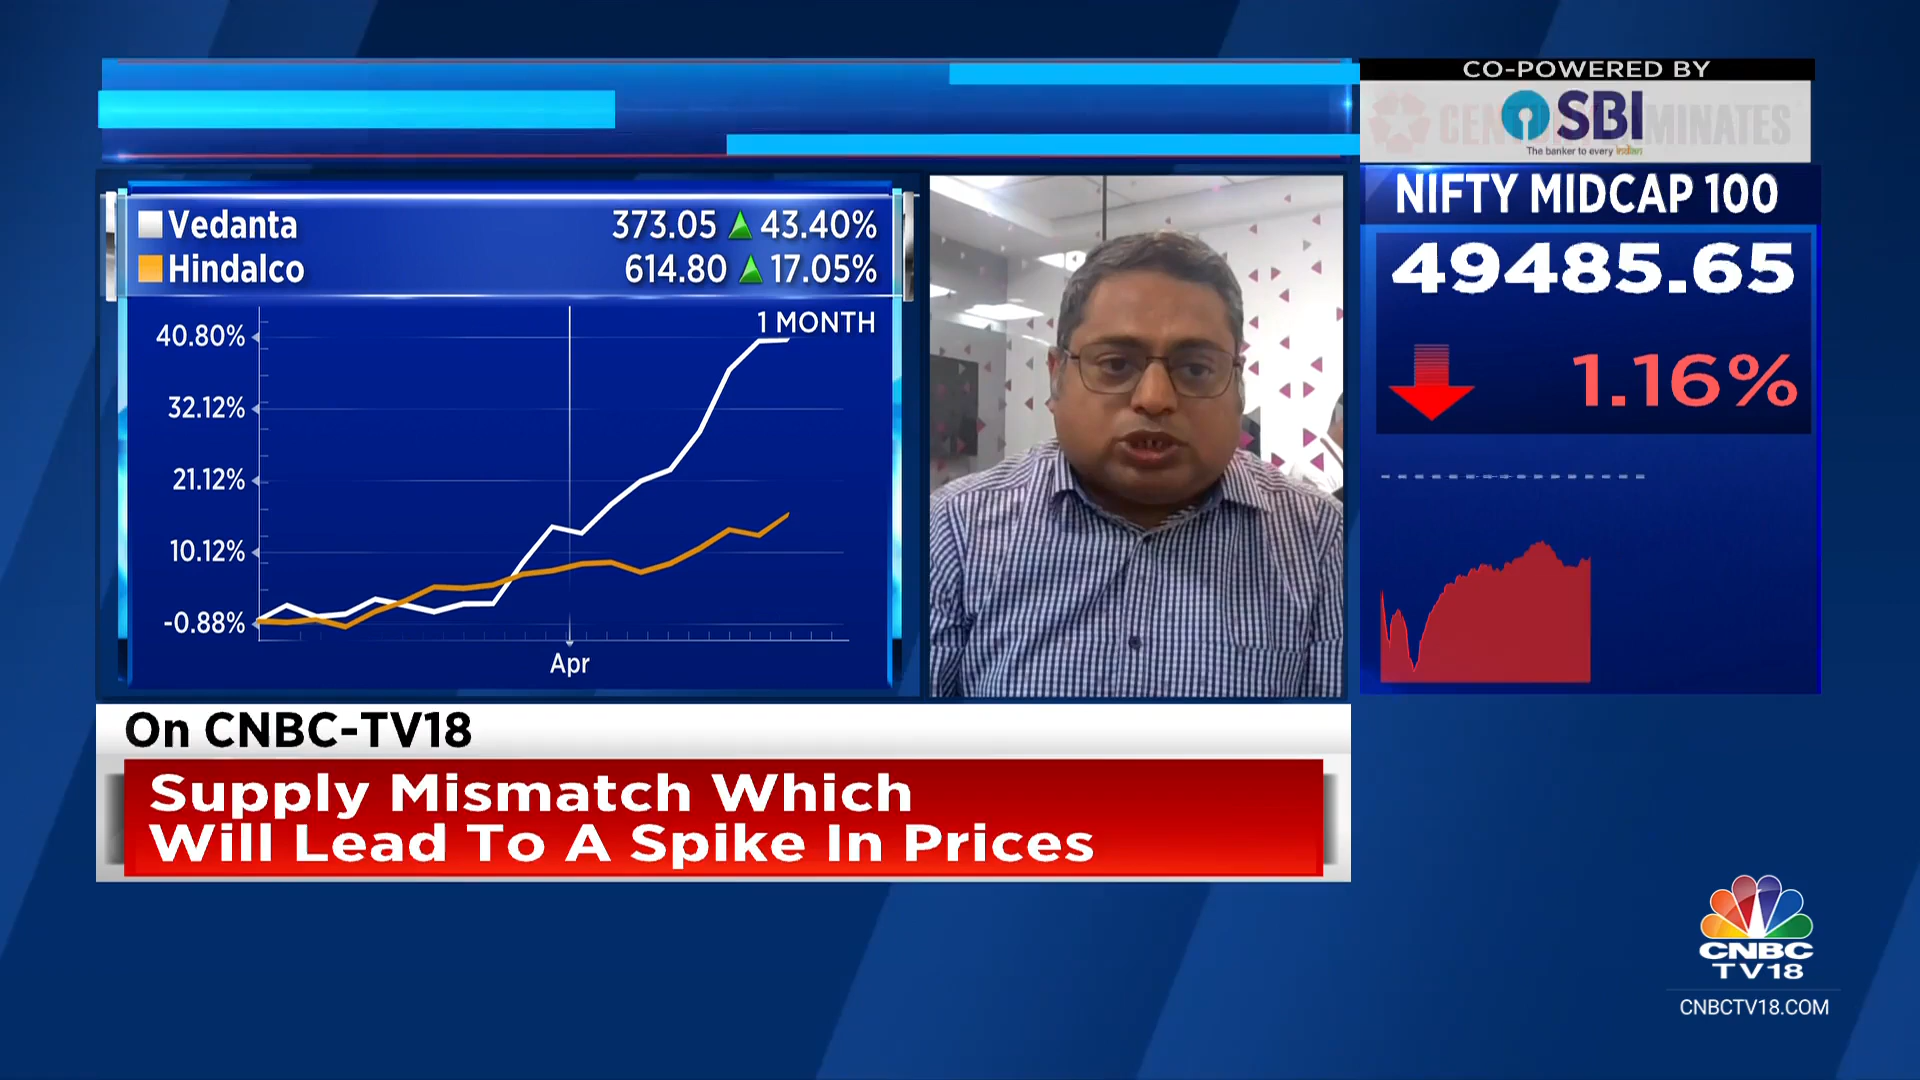 CO-POWERED BY
SBI
The banker to every Indian
Vedanta 373.05 43.40%
Hindalco 614.80 17.05%
1 MONTH
40.80%
32.12%
21.12%
10.12%
-0.88%
Apr
NIFTY MIDCAP 100
49485.65
1.16%
On CNBC-TV18
Supply Mismatch Which
Will Lead To A Spike In Prices
CNBC
TV18
CNBCTV18.COM